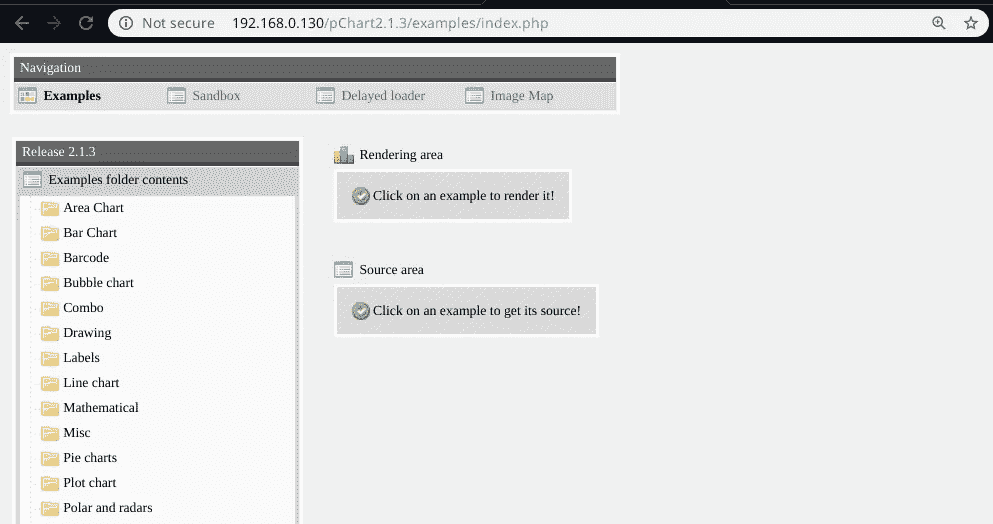 Not secure 192.168.0.130/pChart2.1.3/examples/index.php
Navigation
Examples Sandbox Delayed loader Image Map
Release 2.1.3
Examples folder contents
Area Chart
Bar Chart
Barcode
Bubble chart
Combo
Drawing
Labels
Line chart
Mathematical
Misc
Pie charts
Plot chart
Polar and radars
Rendering area
Click on an example to render it!
Source area
Click on an example to get its source!